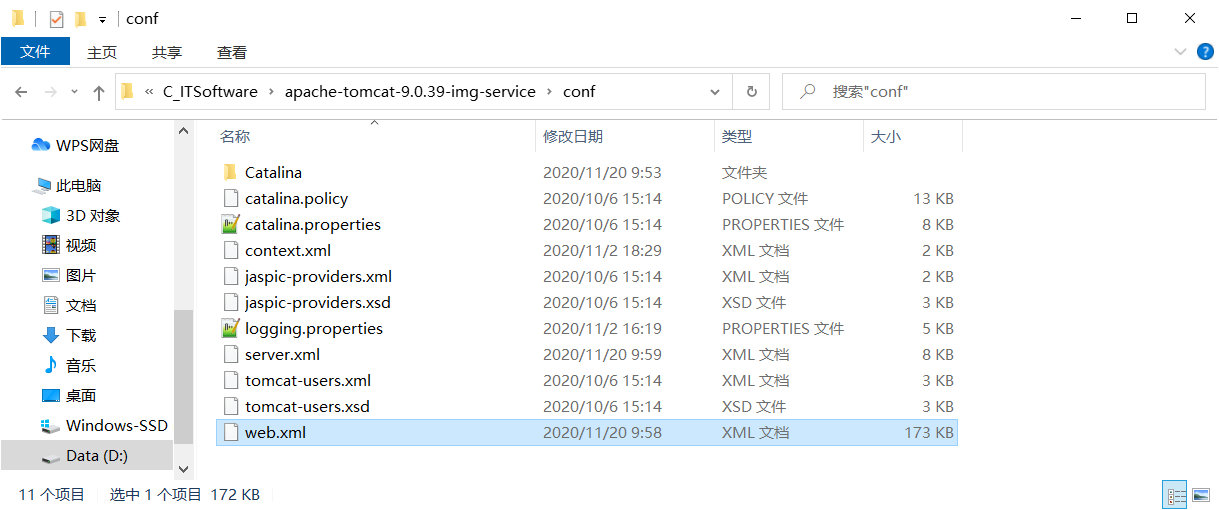 conf
文件 主页 共享 查看
« C_ITSoftware › apache-tomcat-9.0.39-img-service › conf 搜索"conf"
名称 修改日期 类型 大小
WPS网盘
此电脑
3D 对象
视频
图片
文档
下载
音乐
桌面
Windows-SSD
Data (D:)
Catalina 2020/11/20 9:53 文件夹
catalina.policy 2020/10/6 15:14 POLICY 文件 13 KB
catalina.properties 2020/10/6 15:14 PROPERTIES 文件 8 KB
context.xml 2020/11/2 18:29 XML 文档 2 KB
jaspic-providers.xml 2020/10/6 15:14 XML 文档 2 KB
jaspic-providers.xsd 2020/10/6 15:14 XSD 文件 3 KB
logging.properties 2020/11/2 16:19 PROPERTIES 文件 5 KB
server.xml 2020/11/20 9:59 XML 文档 8 KB
tomcat-users.xml 2020/10/6 15:14 XML 文档 3 KB
tomcat-users.xsd 2020/10/6 15:14 XSD 文件 3 KB
web.xml 2020/11/20 9:58 XML 文档 173 KB
11 个项目 选中 1 个项目 172 KB